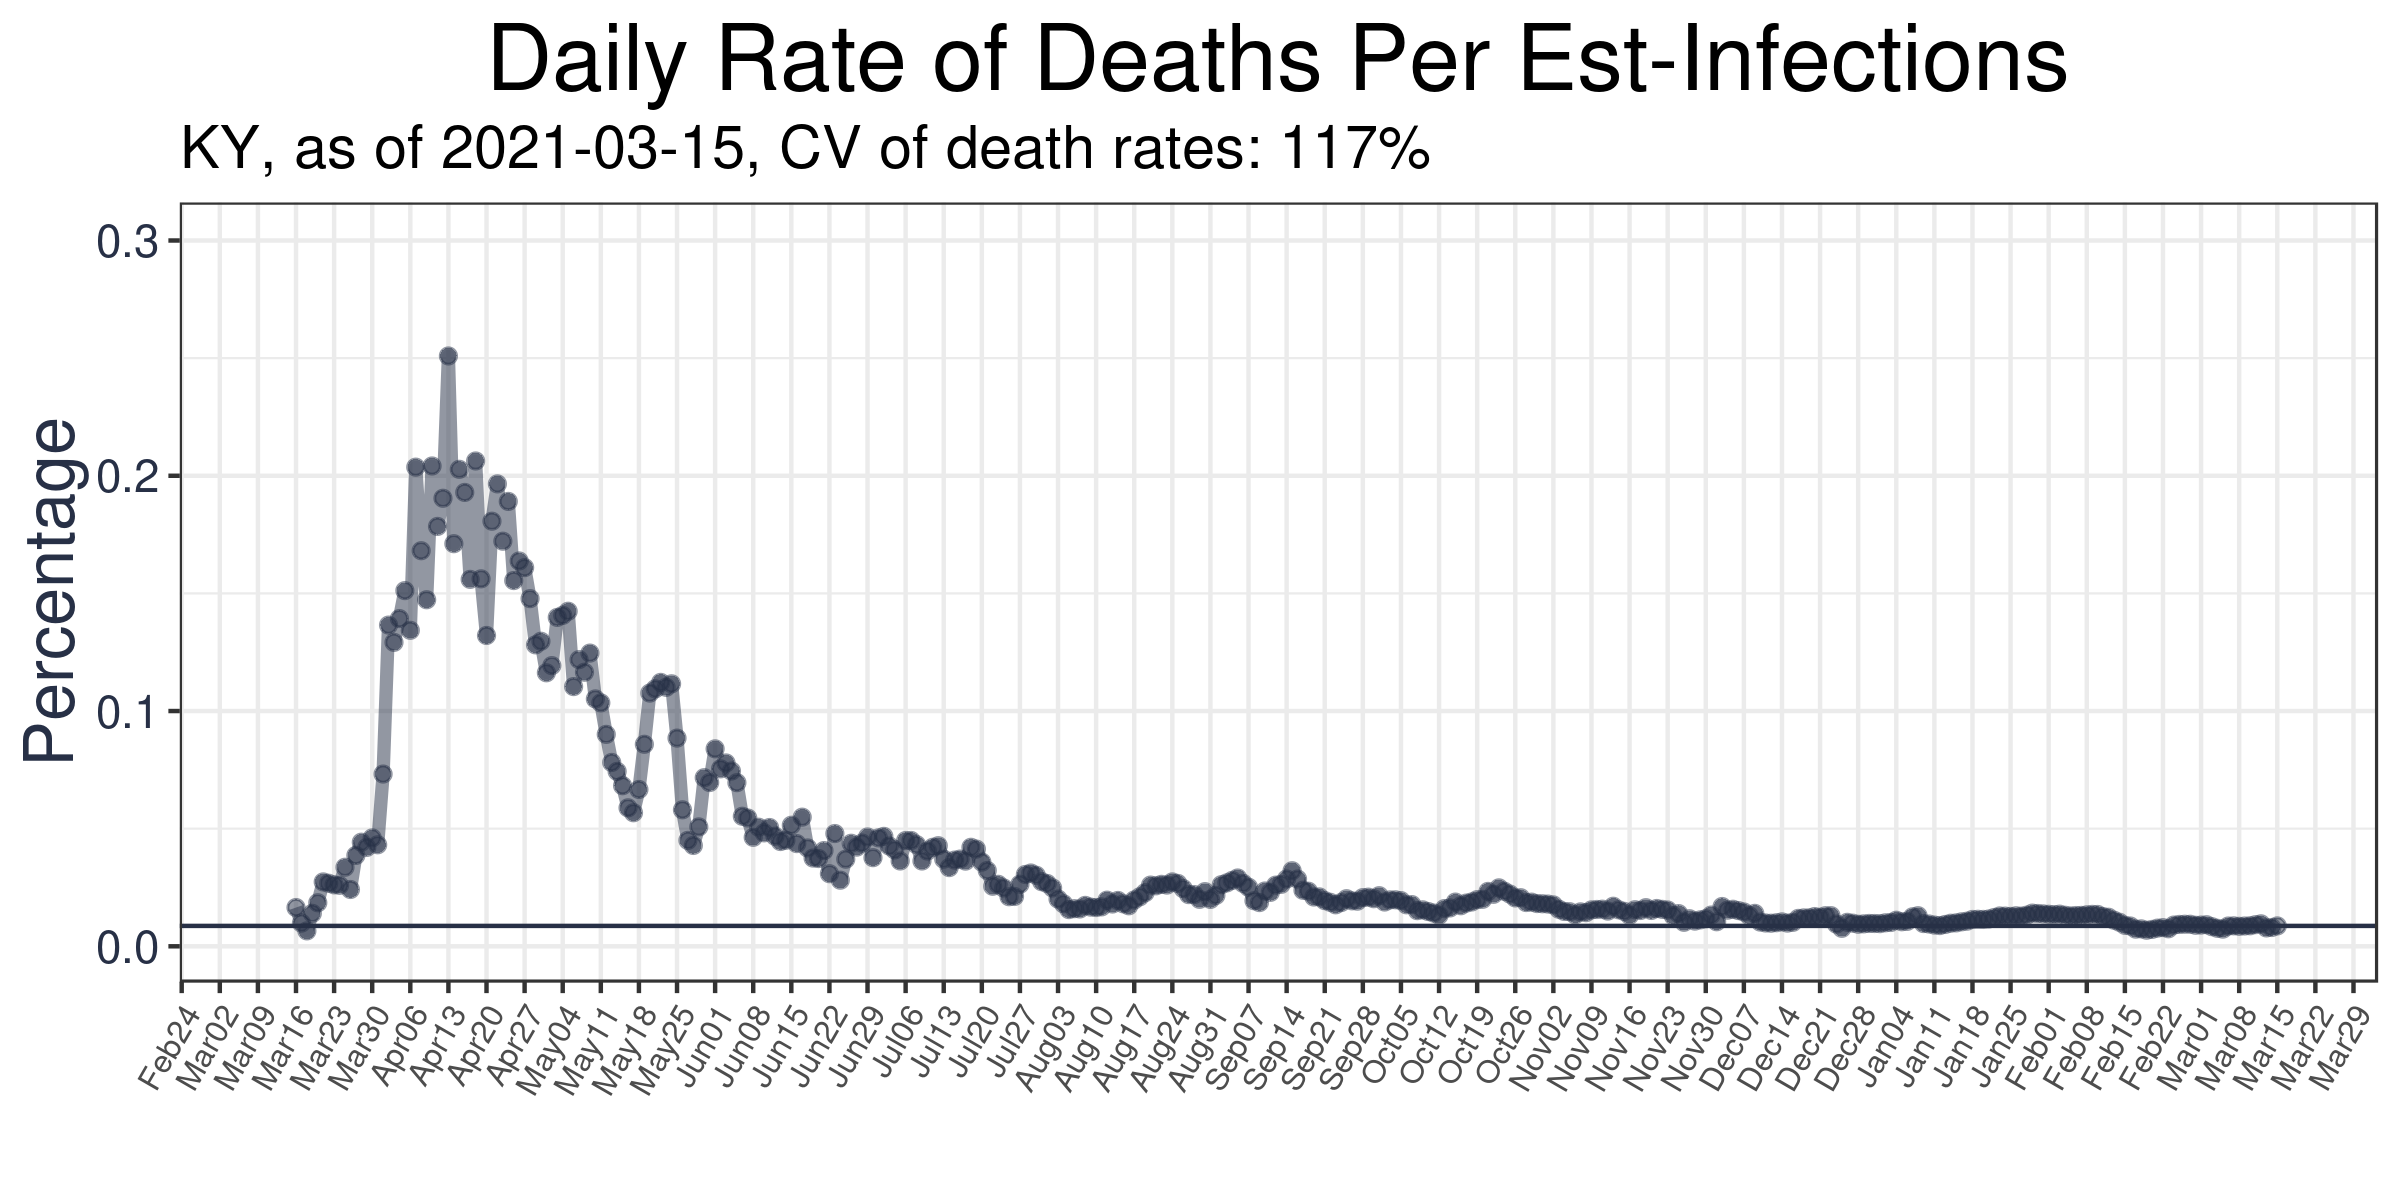 Daily Rate of Deaths Per Est-Infections
KY, as of 2021-03-15, CV of death rates: 117%
Percentage
0.3
0.2
0.1
0.0
Feb24
Mar02
Mar09
Mar16
Mar23
Mar30
Apr06
Apr13
Apr20
Apr27
May04
May11
May18
May25
Jun01
Jun08
Jun15
Jun22
Jun29
Jul06
Jul13
Jul20
Jul27
Aug03
Aug10
Aug17
Aug24
Aug31
Sep07
Sep14
Sep21
Sep28
Oct05
Oct12
Oct19
Oct26
Nov02
Nov09
Nov16
Nov23
Nov30
Dec07
Dec14
Dec21
Dec28
Jan04
Jan11
Jan18
Jan25
Feb01
Feb08
Feb15
Feb22
Mar01
Mar08
Mar15
Mar22
Mar29